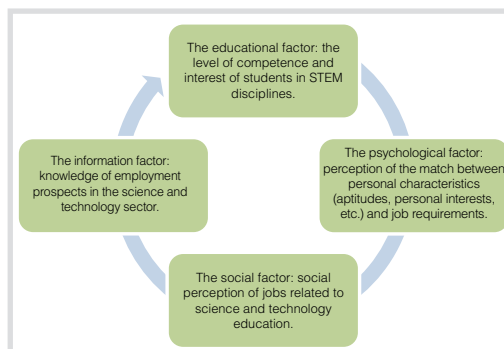 The educational factor: the
level of competence and
interest of students in STEM
disciplines.
The psychological factor:
perception of the match between
personal characteristics
(aptitudes, personal interests,
etc.) and job requirements.
The social factor: social
perception of jobs related to
science and technology
education.
The information factor:
knowledge of employment
prospects in the science and
technology sector.